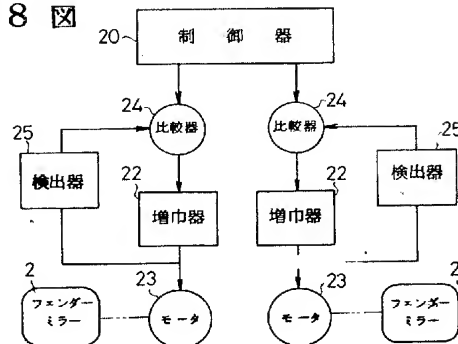 8 図
20
制御器
24
比較器
24
比較器
25
検出器
25
検出器
22
増巾器
22
増巾器
23
モータ
23
モータ
2
フェンダー
ミラー
2
フェンダー
ミラー